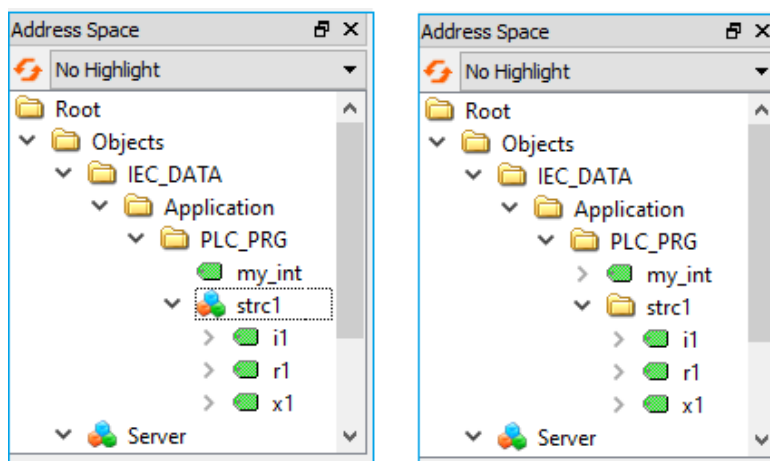 Address Space
No Highlight
Root
Objects
IEC_DATA
Application
PLC_PRG
my_int
strc1
i1
r1
x1
Server
Address Space
No Highlight
Root
Objects
IEC_DATA
Application
PLC_PRG
my_int
strc1
i1
r1
x1
Server